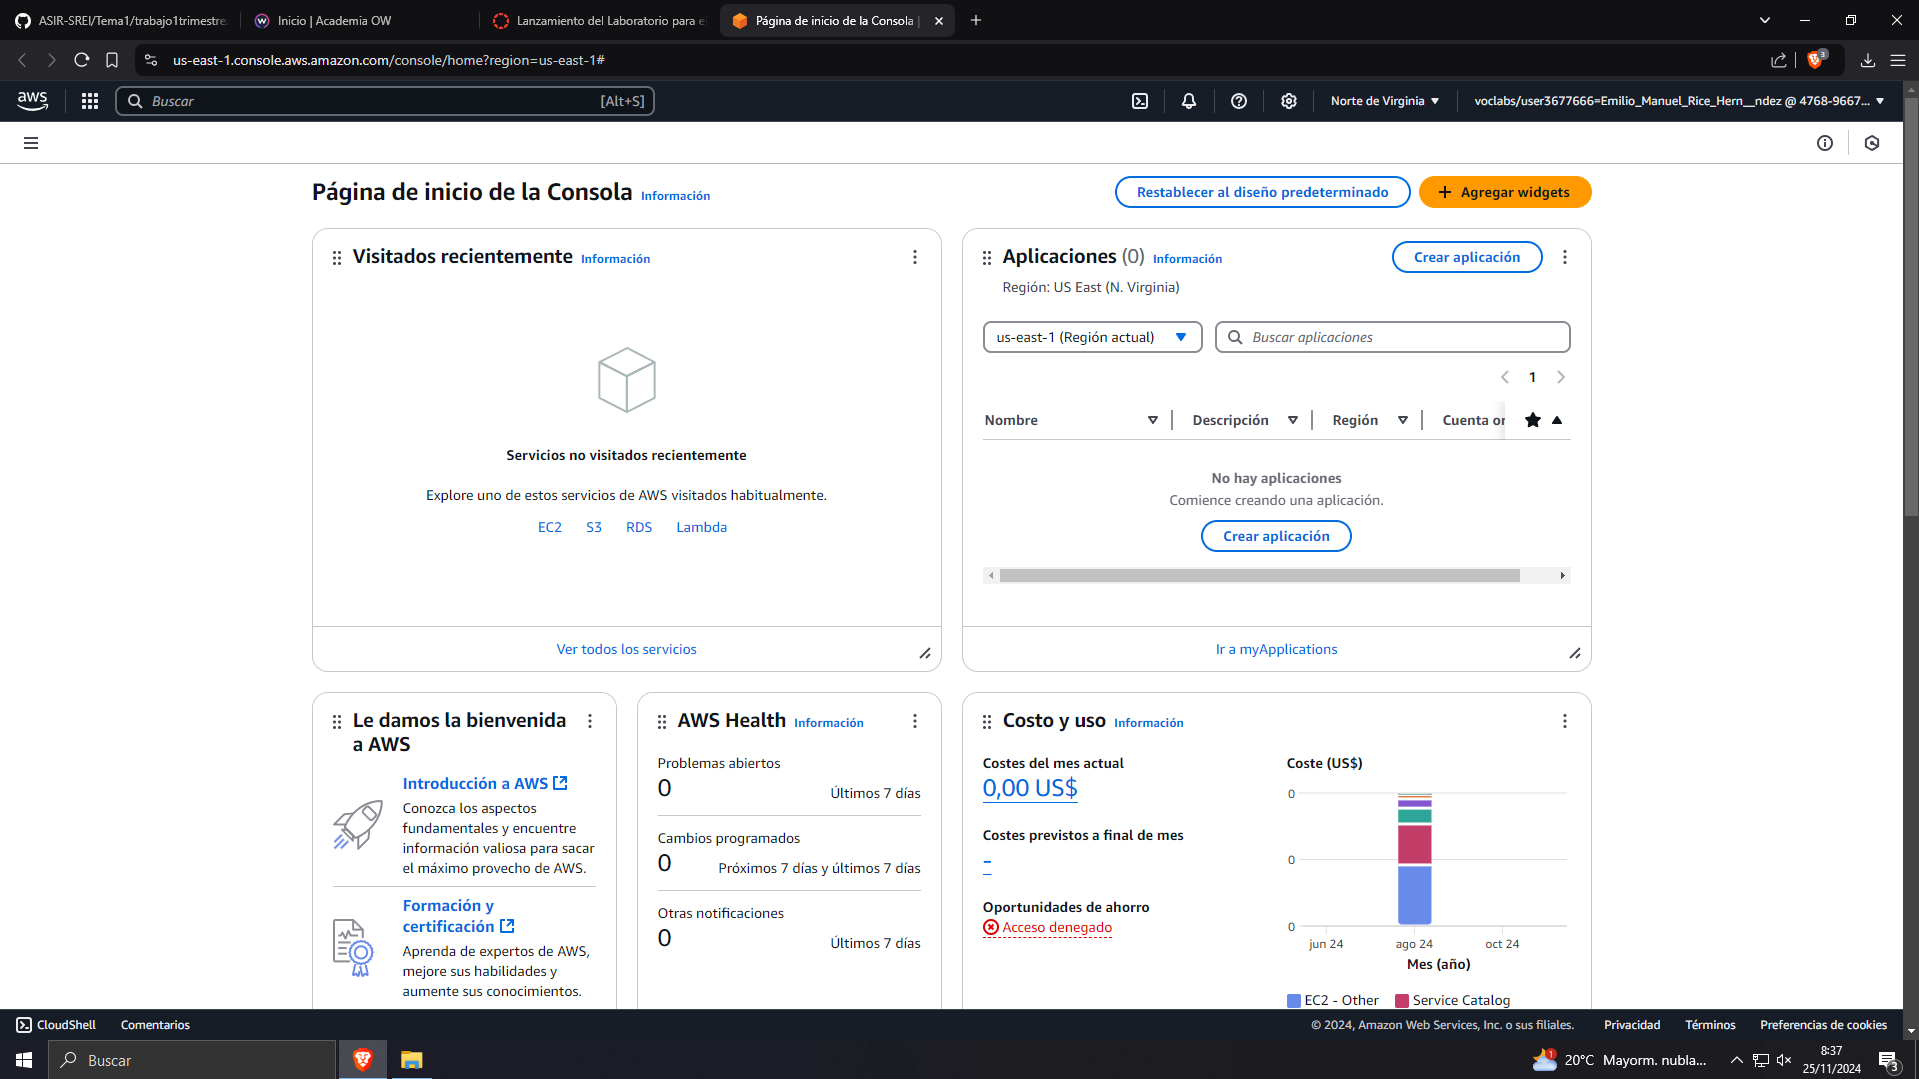 ASIR-SREI/Tema1/trabajo1trimestre.
Inicio | Academia OW
Lanzamiento del Laboratorio para el
Página de inicio de la Consola |
us-east-1.console.aws.amazon.com/console/home?region=us-east-1#
3
aws
Buscar
[Alt+S]
Norte de Virginia
voclabs/user3677666=Emilio_Manuel_Rice_Hern__ndez @ 4768-9667...
Página de inicio de la Consola
Información
Restablecer al diseño predeterminado
Agregar widgets
Visitados recientemente
Información
Servicios no visitados recientemente
Explore uno de estos servicios de AWS visitados habitualmente.
EC2 S3 RDS Lambda
Ver todos los servicios
Aplicaciones (0)
Información
Crear aplicación
Región: US East (N. Virginia)
us-east-1 (Región actual)
Buscar aplicaciones
1
Nombre Descripción Región Cuenta or
No hay aplicaciones
Comience creando una aplicación.
Crear aplicación
Ir a myApplications
Le damos la bienvenida
a AWS
Introducción a AWS
Conozca los aspectos
fundamentales y encuentre
información valiosa para sacar
el máximo provecho de AWS.
Formación y
certificación
Aprenda de expertos de AWS,
mejore sus habilidades y
aumente sus conocimientos.
AWS Health
Información
Problemas abiertos
0
Últimos 7 días
Cambios programados
0
Próximos 7 días y últimos 7 días
Otras notificaciones
0
Últimos 7 días
Costo y uso
Información
Costes del mes actual
0,00 US$
Costes previstos a final de mes
-
Oportunidades de ahorro
Acceso denegado
Coste (US$)
0
0
0
jun 24 ago 24 oct 24
Mes (año)
EC2 - Other Service Catalog
CloudShell
Comentarios
© 2024, Amazon Web Services, Inc. o sus filiales.
Privacidad
Términos
Preferencias de cookies
Buscar
1
20°C Mayorm. nubla...
8:37
25/11/2024
3